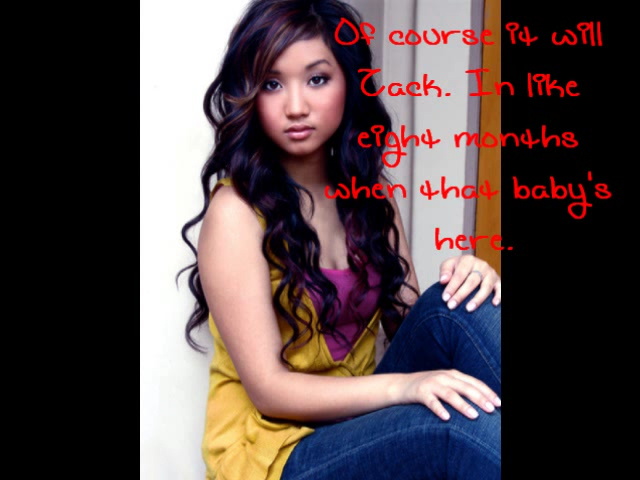 Of course it will
Zack. In like
eight months
when that baby's
here.